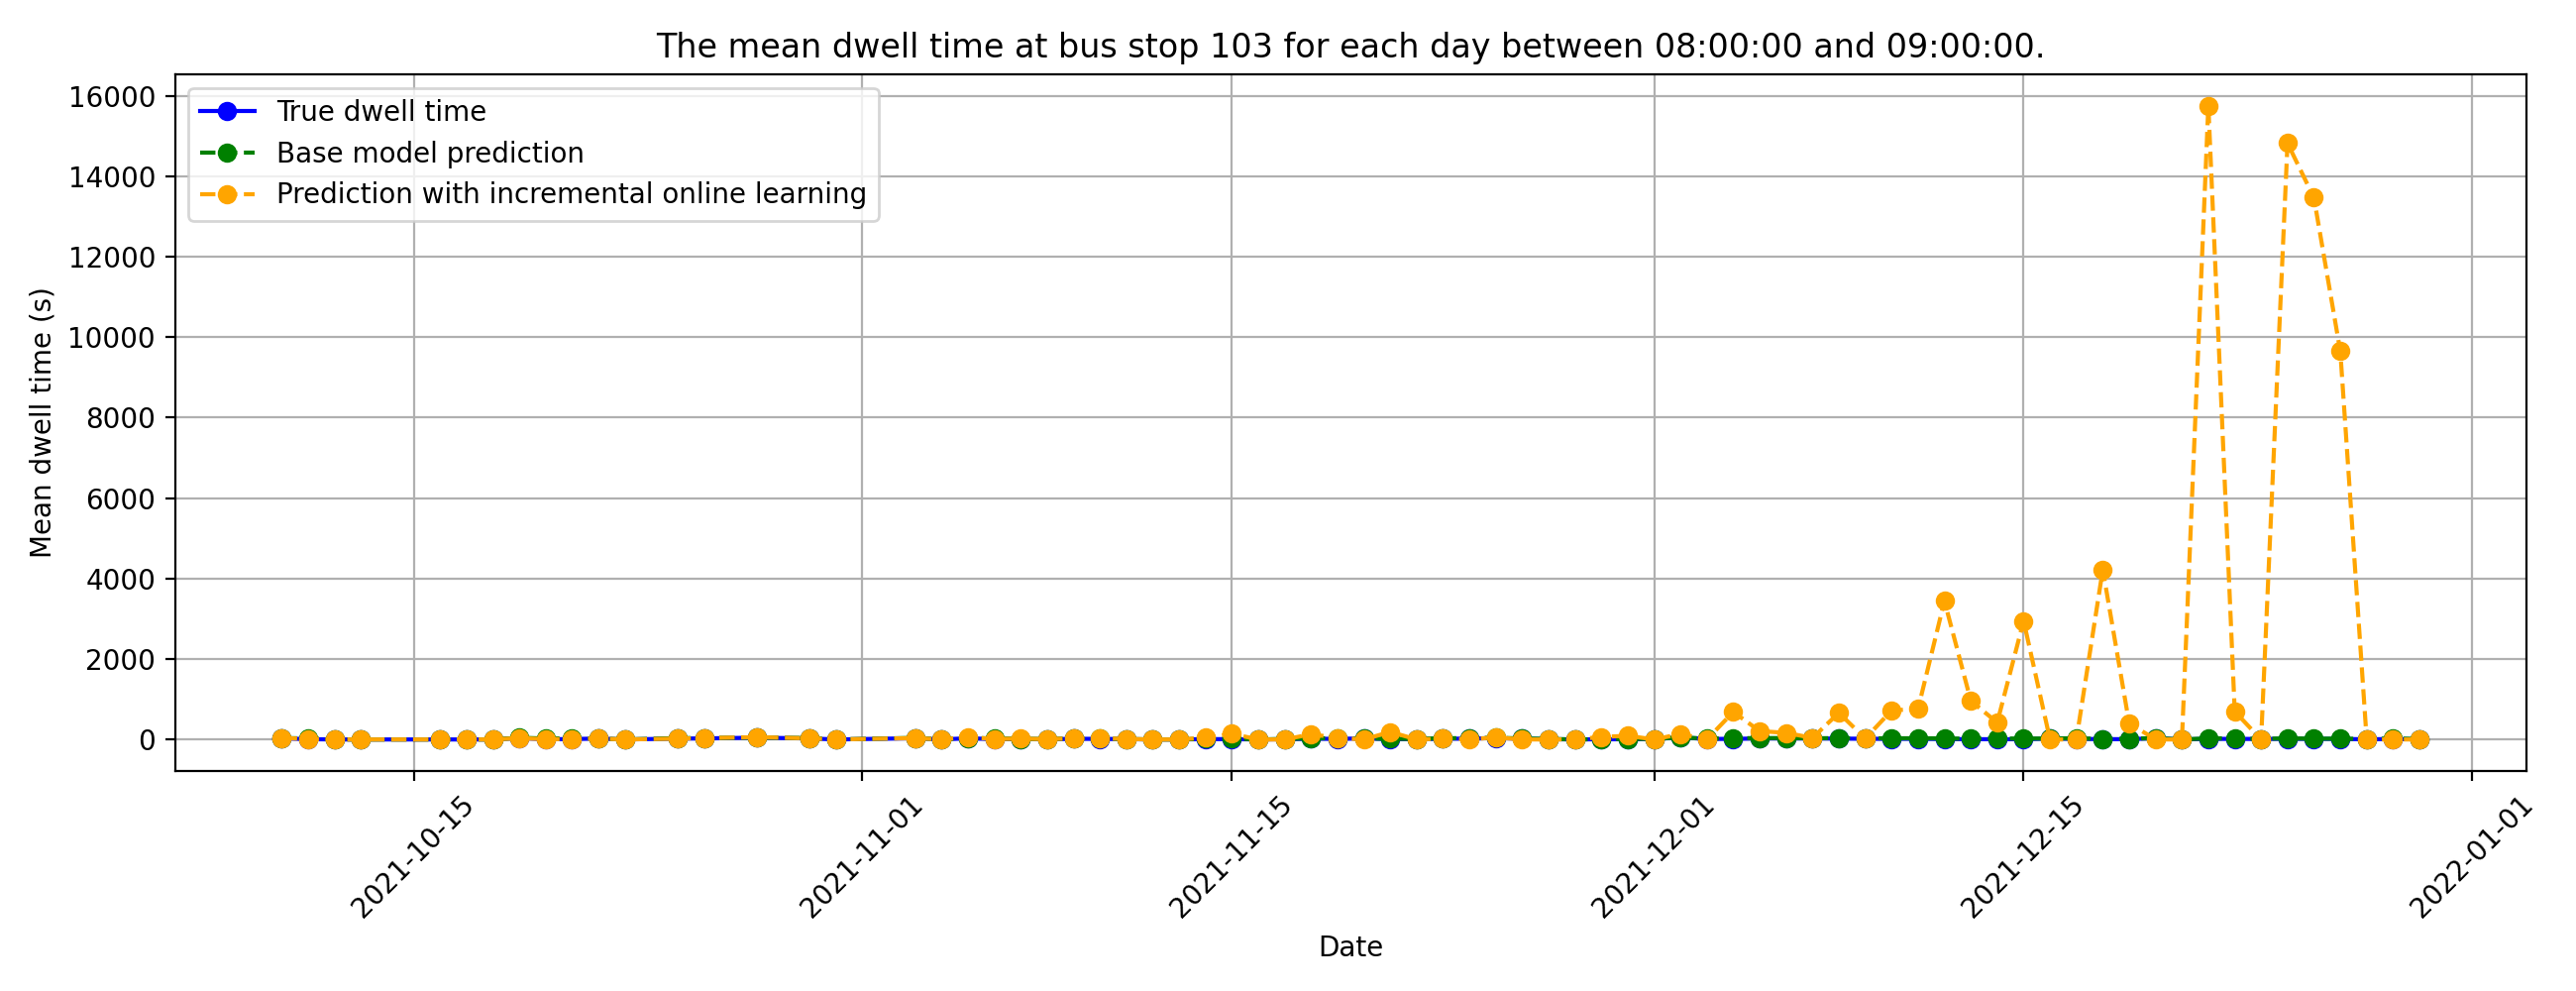 The mean dwell time at bus stop 103 for each day between 08:00:00 and 09:00:00.
True dwell time
Base model prediction
Prediction with incremental online learning
Mean dwell time (s)
16000
14000
12000
10000
8000
6000
4000
2000
0
2021-10-15
2021-11-01
2021-11-15
2021-12-01
2021-12-15
2022-01-01
Date